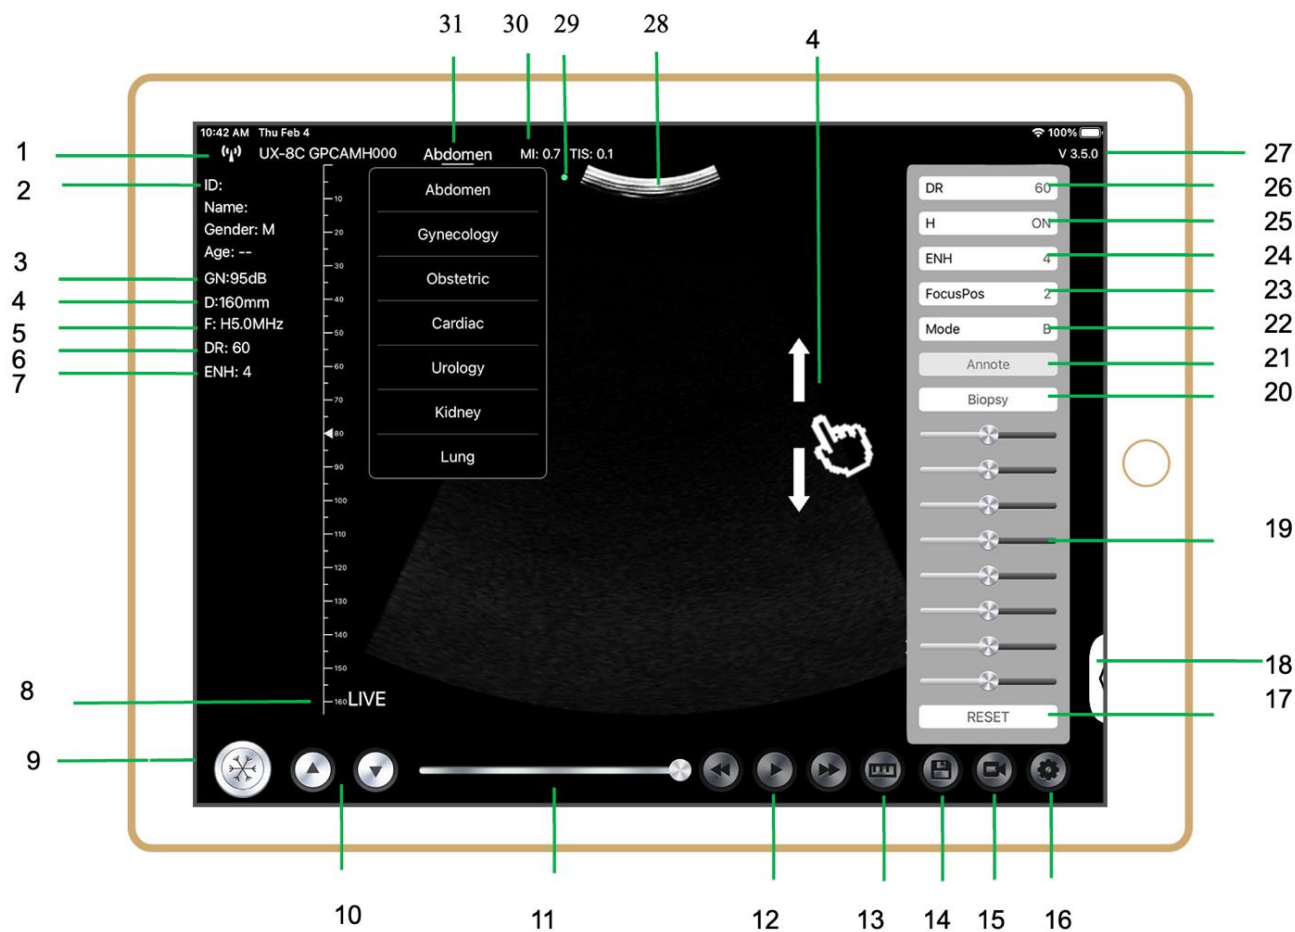 31 30 29 28 4
10:42 AM Thu Feb 4 100%
1 UX-8C GPCAMH000 Abdomen MI: 0.7 TIS: 0.1 V 3.5.0 27
2 ID:
Name:
Gender: M
Age: --
3 GN:95dB
4 D:160mm
5 F: H5.0MHz
6 DR: 60
7 ENH: 4
10
20
30
40
50
60
70
80
90
100
110
120
130
140
150
160
8 LIVE
Abdomen
Gynecology
Obstetric
Cardiac
Urology
Kidney
Lung
DR 60 26
H ON 25
ENH 4 24
FocusPos 2 23
Mode B 22
Annote 21
Biopsy 20
19
18
RESET 17
9
10 11 12 13 14 15 16